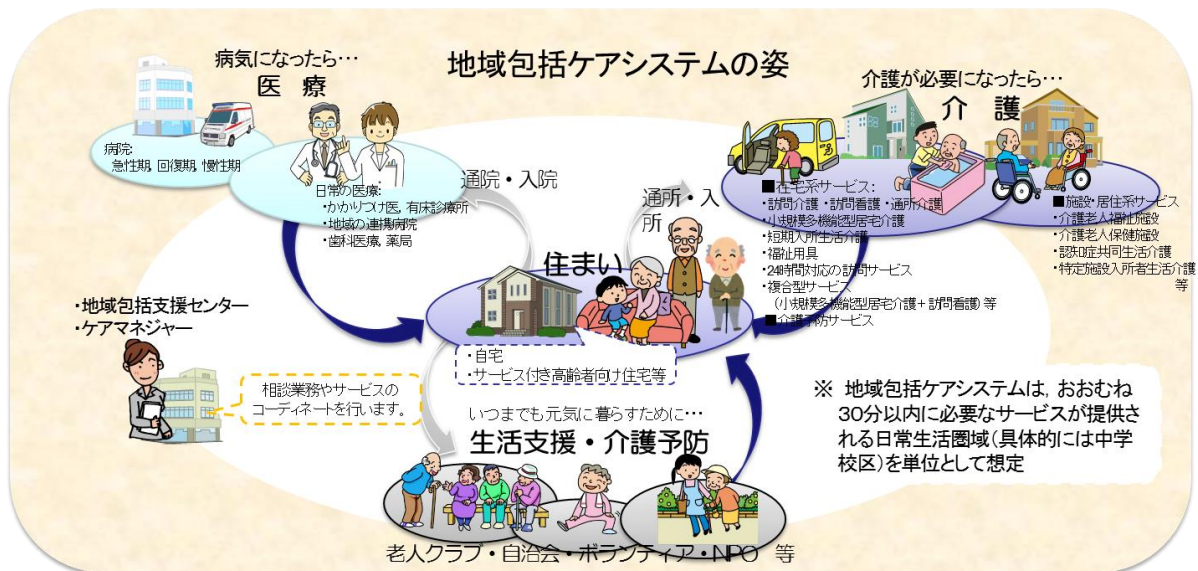 地域包括ケアシステムの姿
病気になったら…
医 療
病院:
急性期, 回復期, 慢性期
日常の医療:
・かかりつけ医, 有床診療所
・地域の連携病院
・歯科医療, 薬局
通院・入院
通所・入
所
介護が必要になったら…
介 護
■在宅系サービス:
・訪問介護・訪問看護・通所介護
・小規模多機能型居宅介護
・短期入所生活介護
・福祉用具
・24時間対応の訪問サービス
・複合型サービス
(小規模多機能型居宅介護+訪問看護)等
■介護予防サービス
■施設・居住系サービス
・介護老人福祉施設
・介護老人保健施設
・認知症共同生活介護
・特定施設入所者生活介護
等
住まい
・自宅
・サービス付き高齢者向け住宅等
・地域包括支援センター
・ケアマネジャー
相談業務やサービスの
コーディネートを行います。
いつまでも元気に暮らすために…
生活支援・介護予防
老人クラブ・自治会・ボランティア・NPO 等
※ 地域包括ケアシステムは, おおむね
30分以内に必要なサービスが提供さ
れる日常生活圏域(具体的には中学
校区)を単位として想定